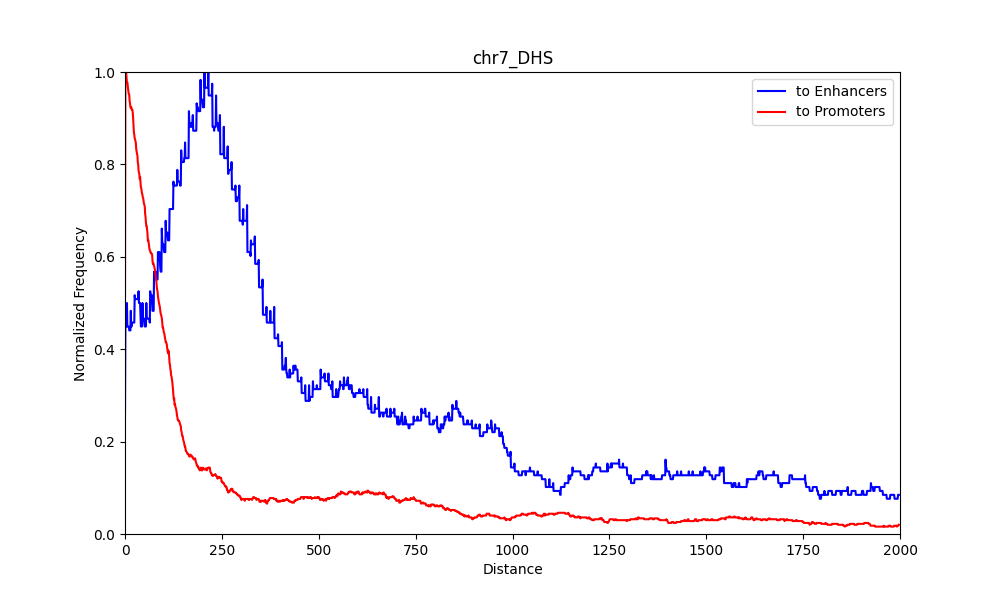 chr7_DHS
to Enhancers
to Promoters
Normalized Frequency
1.0
0.8
0.6
0.4
0.2
0.0
0 250 500 750 1000 1250 1500 1750 2000
Distance